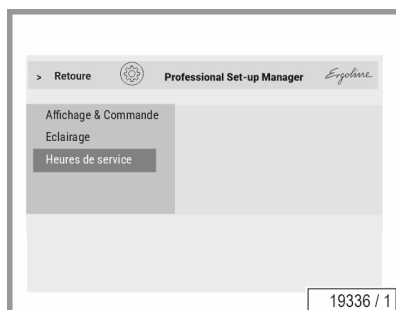 > Retoure Professional Set-up Manager Ergoline
Affichage & Commande
Eclairage
Heures de service
19336 / 1